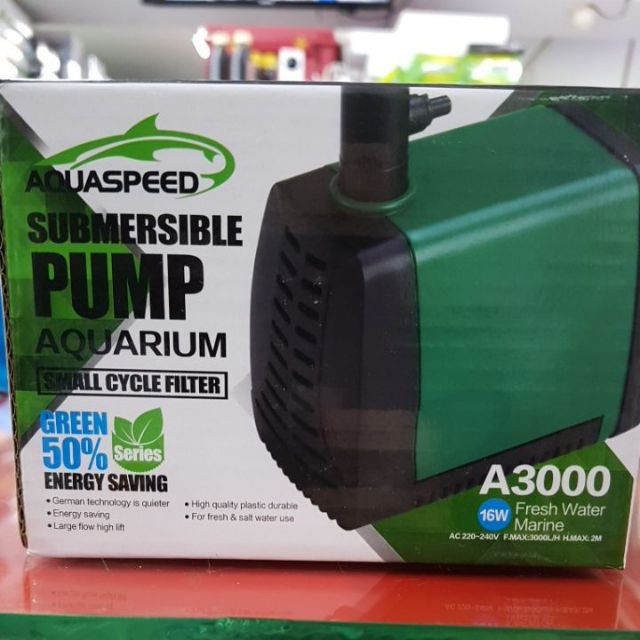 AQUASPEED
SUBMERSIBLE
PUMP
AQUARIUM
SMALL CYCLE FILTER
GREEN
50%
Series
ENERGY SAVING
• German technology is quieter
• Energy saving
• Large flow high lift
• High quality plastic durable
• For fresh & salt water use
A3000
16W Fresh Water
Marine
AC 220~240V F.MAX:3000L/H H.MAX: 2M